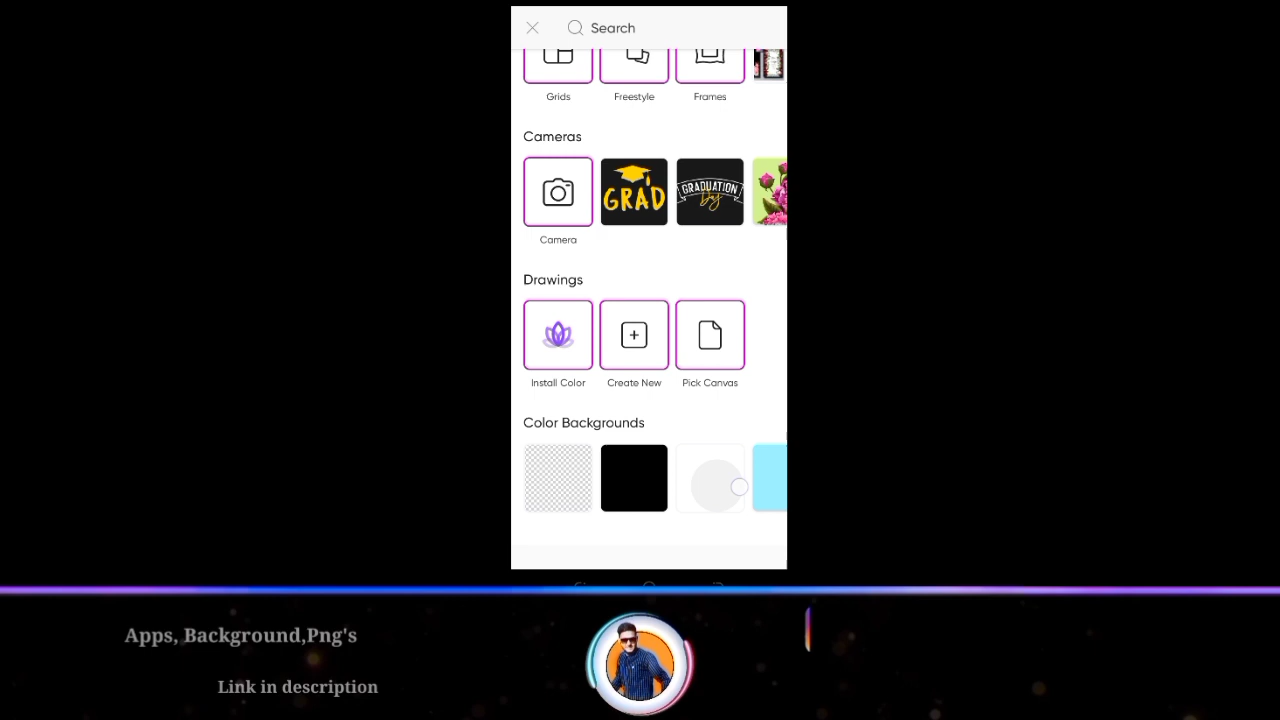 Search
Grids Freestyle Frames
Cameras
GRAD
GRADUATION
Day
Camera
Drawings
Install Color Create New Pick Canvas
Color Backgrounds
Apps, Background,Png's
Link in description